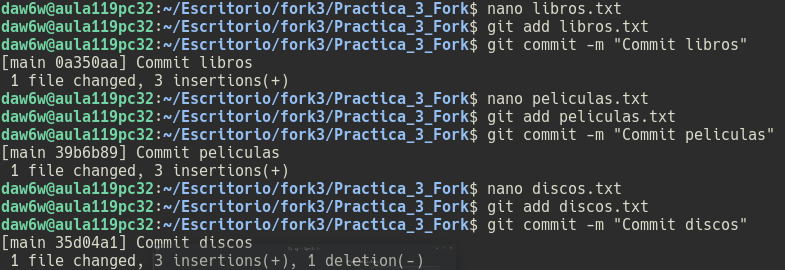 daw6w@aula119pc32:~/Escritorio/fork3/Practica_3_Fork$ nano libros.txt
daw6w@aula119pc32:~/Escritorio/fork3/Practica_3_Fork$ git add libros.txt
daw6w@aula119pc32:~/Escritorio/fork3/Practica_3_Fork$ git commit -m "Commit libros"
[main 0a350aa] Commit libros
 1 file changed, 3 insertions(+)
daw6w@aula119pc32:~/Escritorio/fork3/Practica_3_Fork$ nano peliculas.txt
daw6w@aula119pc32:~/Escritorio/fork3/Practica_3_Fork$ git add peliculas.txt
daw6w@aula119pc32:~/Escritorio/fork3/Practica_3_Fork$ git commit -m "Commit peliculas"
[main 39b6b89] Commit peliculas
 1 file changed, 3 insertions(+)
daw6w@aula119pc32:~/Escritorio/fork3/Practica_3_Fork$ nano discos.txt
daw6w@aula119pc32:~/Escritorio/fork3/Practica_3_Fork$ git add discos.txt
daw6w@aula119pc32:~/Escritorio/fork3/Practica_3_Fork$ git commit -m "Commit discos"
[main 35d04a1] Commit discos
 1 file changed, 3 insertions(+), 1 deletion(-)